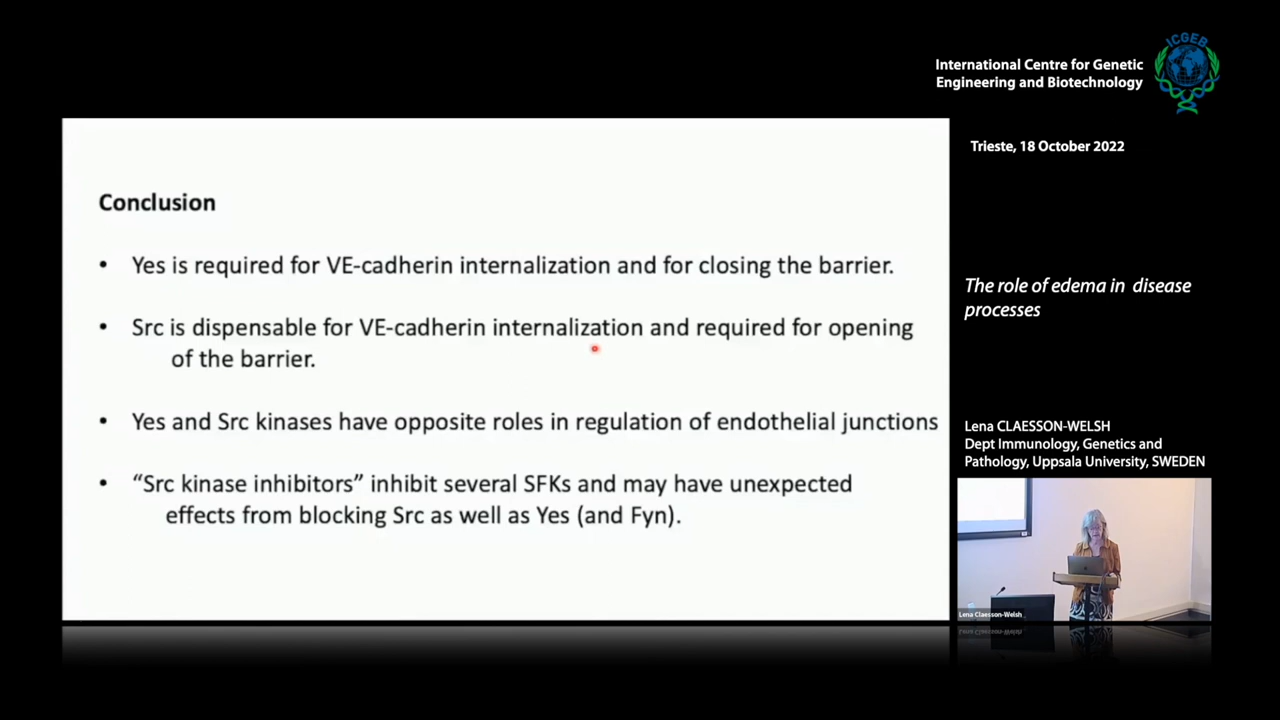 ICGEB
International Centre for Genetic
Engineering and Biotechnology
Trieste, 18 October 2022
Conclusion
• Yes is required for VE-cadherin internalization and for closing the barrier.
• Src is dispensable for VE-cadherin internalization and required for opening
of the barrier.
• Yes and Src kinases have opposite roles in regulation of endothelial junctions
• “Src kinase inhibitors” inhibit several SFKs and may have unexpected
effects from blocking Src as well as Yes (and Fyn).
The role of edema in disease
processes
Lena CLAESSON-WELSH
Dept Immunology, Genetics and
Pathology, Uppsala University, SWEDEN
Lena Claesson-Welsh